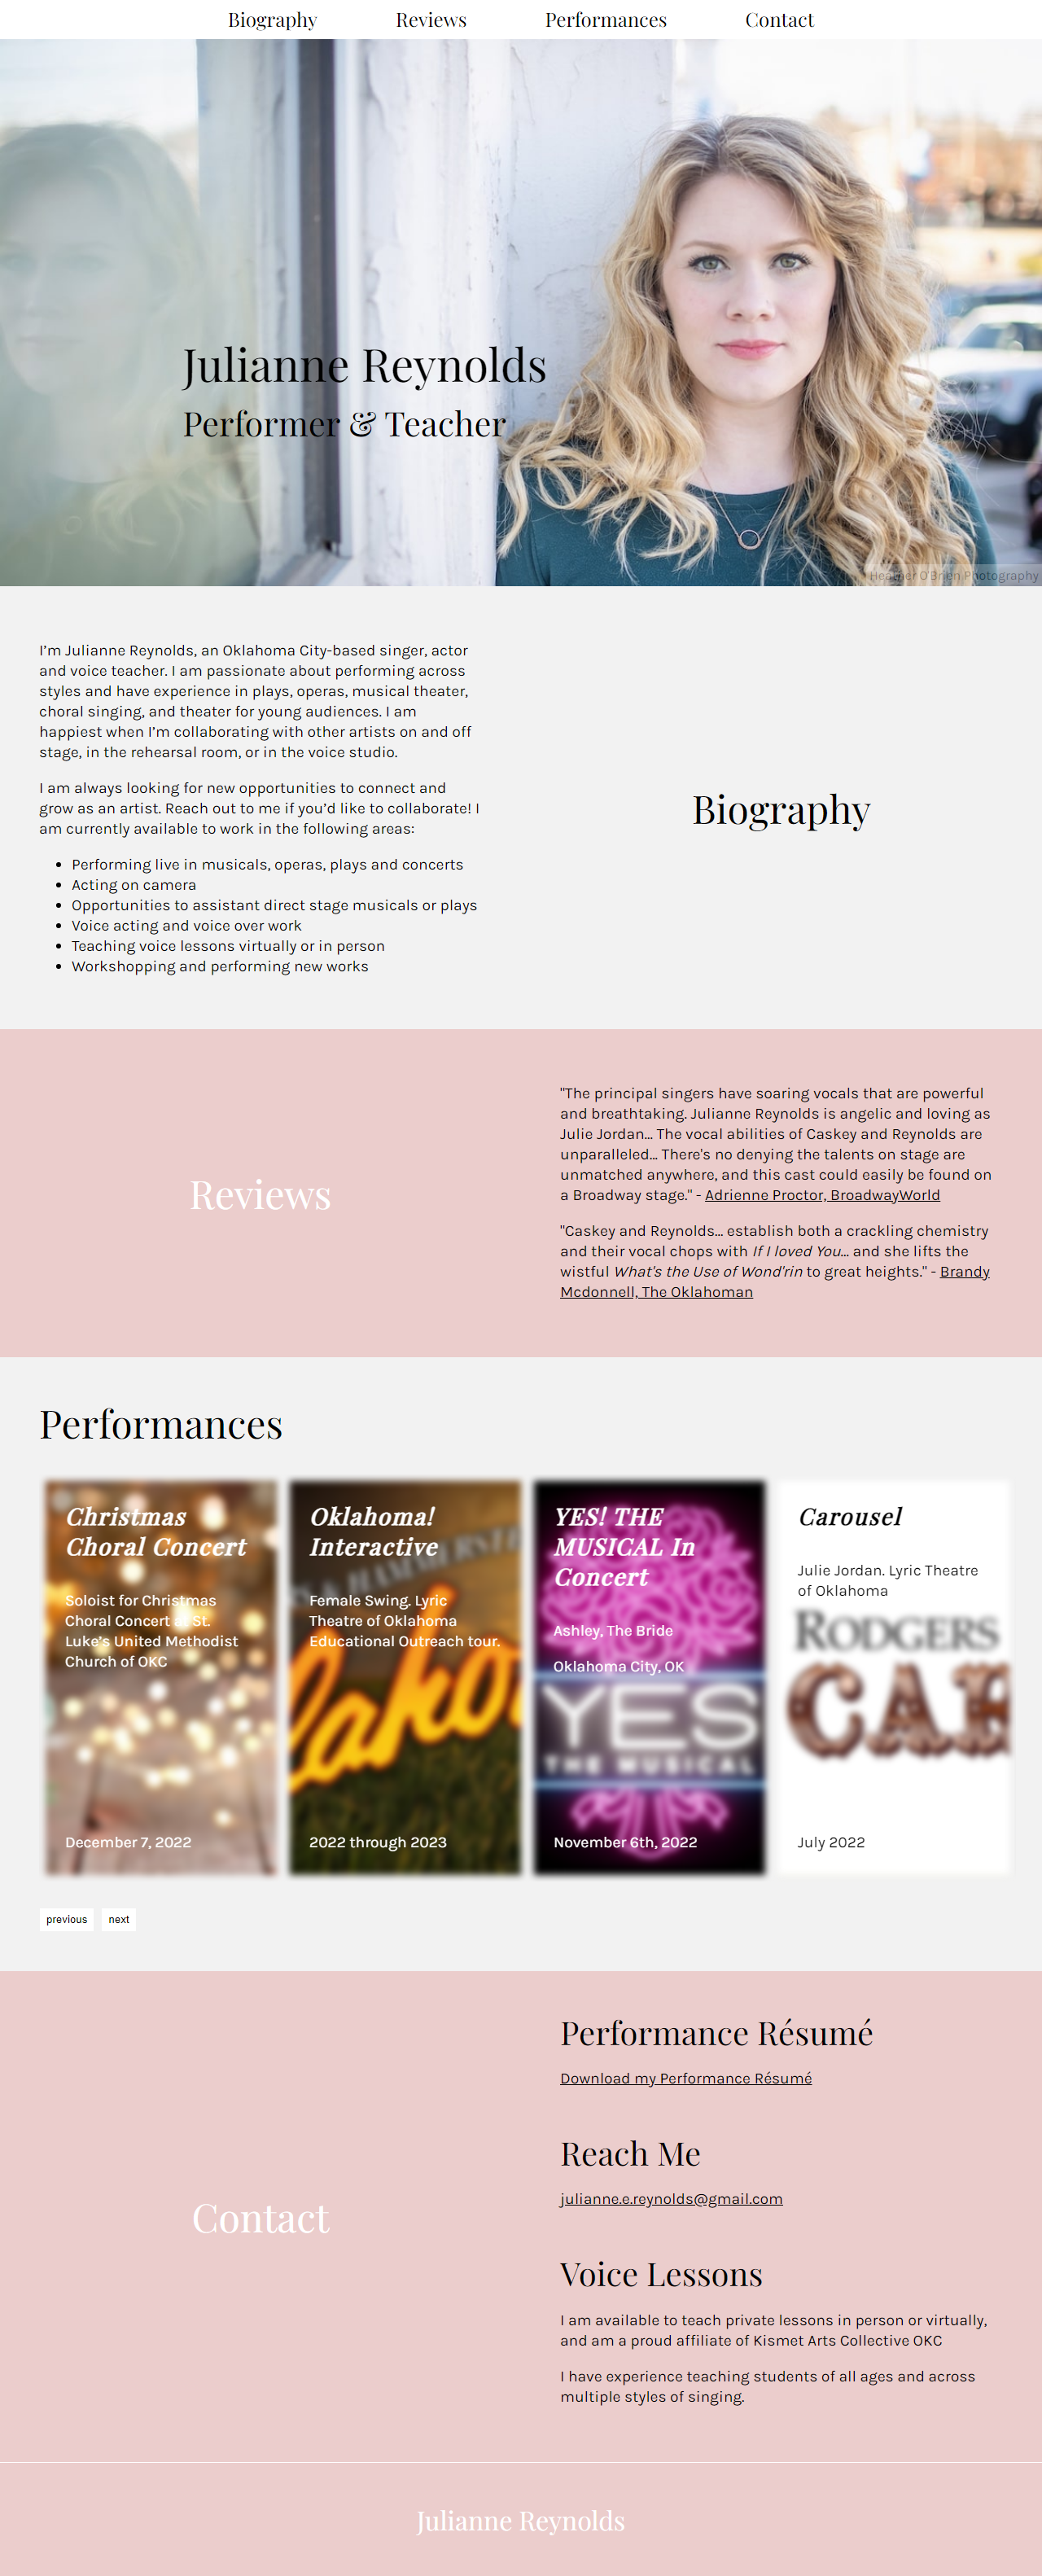 Biography
Reviews
Performances
Contact
Julianne Reynolds
Performer & Teacher
Heather O'Brien Photography
I'm Julianne Reynolds, an Oklahoma City-based singer, actor
and voice teacher. I am passionate about performing across
styles and have experience in plays, operas, musical theater,
choral singing, and theater for young audiences. I am
happiest when I'm collaborating with other artists on and off
stage, in the rehearsal room, or in the voice studio.
I am always looking for new opportunities to connect and
grow as an artist. Reach out to me if you'd like to collaborate! I
am currently available to work in the following areas:
• Performing live in musicals, operas, plays and concerts
• Acting on camera
• Opportunities to assistant direct stage musicals or plays
• Voice acting and voice over work
• Teaching voice lessons virtually or in person
• Workshopping and performing new works
Biography
Reviews
"The principal singers have soaring vocals that are powerful
and breathtaking. Julianne Reynolds is angelic and loving as
Julie Jordan... The vocal abilities of Caskey and Reynolds are
unparalleled... There's no denying the talents on stage are
unmatched anywhere, and this cast could easily be found on
a Broadway stage." - Adrienne Proctor, BroadwayWorld
"Caskey and Reynolds... establish both a crackling chemistry
and their vocal chops with If I loved You... and she lifts the
wistful What's the Use of Wond'rin to great heights." - Brandy
Mcdonnell, The Oklahoman
Performances
Christmas
Choral Concert
Soloist for Christmas
Choral Concert at St.
Luke's United Methodist
Church of OKC
December 7, 2022
Oklahoma!
Interactive
Female Swing. Lyric
Theatre of Oklahoma
Educational Outreach tour.
2022 through 2023
YES! THE
MUSICAL In
Concert
Ashley, The Bride
Oklahoma City, OK
YES
THE MUSICAL
November 6th, 2022
Carousel
Julie Jordan. Lyric Theatre
of Oklahoma
RODGERS
CAR
July 2022
previous
next
Contact
Performance Résumé
Download my Performance Résumé
Reach Me
julianne.e.reynolds@gmail.com
Voice Lessons
I am available to teach private lessons in person or virtually,
and am a proud affiliate of Kismet Arts Collective OKC
I have experience teaching students of all ages and across
multiple styles of singing.
Julianne Reynolds